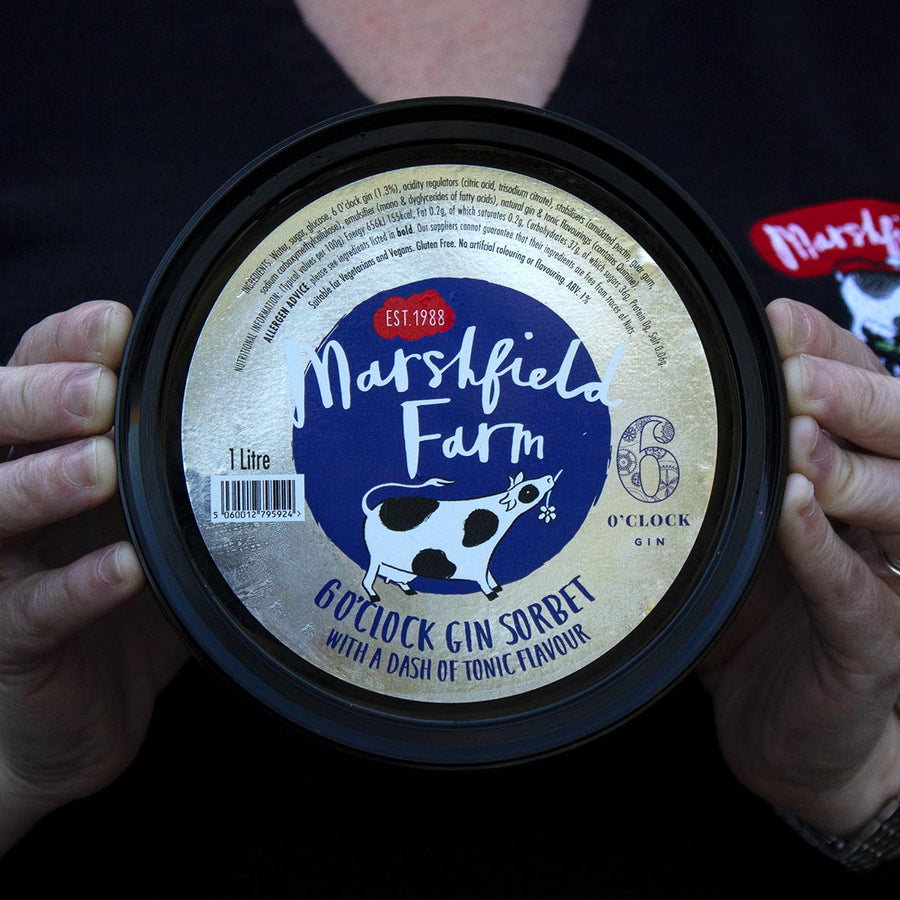 INGREDIENTS: Water, sugar, glucose, 6 O'clock gin (1.3%), acidity regulators (citric acid, trisodium citrate), stabilisers (amidated pectin, guar gum,
sodium carboxymethylcellulose), emulsifier (mono & dyglycerides of fatty acids), natural gin & tonic flavourings (contains Quinine).
NUTRITIONAL INFORMATION: (Typical values per 100g) Energy 656kJ 155kcal, Fat 0.2g, of which saturates 0.2g, Carbohydrates 37g, of which sugars 36g, Protein 0g, Salt 0.06g.
ALLERGEN ADVICE: please see ingredients listed in bold. Our suppliers cannot guarantee that their ingredients are free from traces of Nuts.
Suitable for Vegetarians and Vegans. Gluten Free. No artificial colouring or flavouring. ABV: 1%
EST.1988
Marshfield
Farm
1 Litre
5 060012 795924 >
6
O'CLOCK
GIN
6 O'CLOCK GIN SORBET
WITH A DASH OF TONIC FLAVOUR